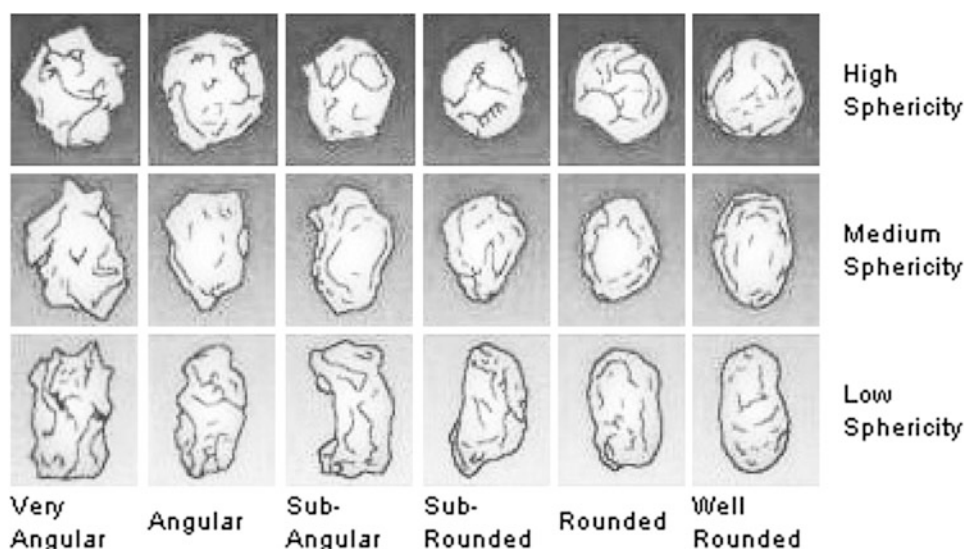 High
Sphericity
Medium
Sphericity
Low
Sphericity
Very
Angular
Angular
Sub-
Angular
Sub-
Rounded
Rounded
Well
Rounded